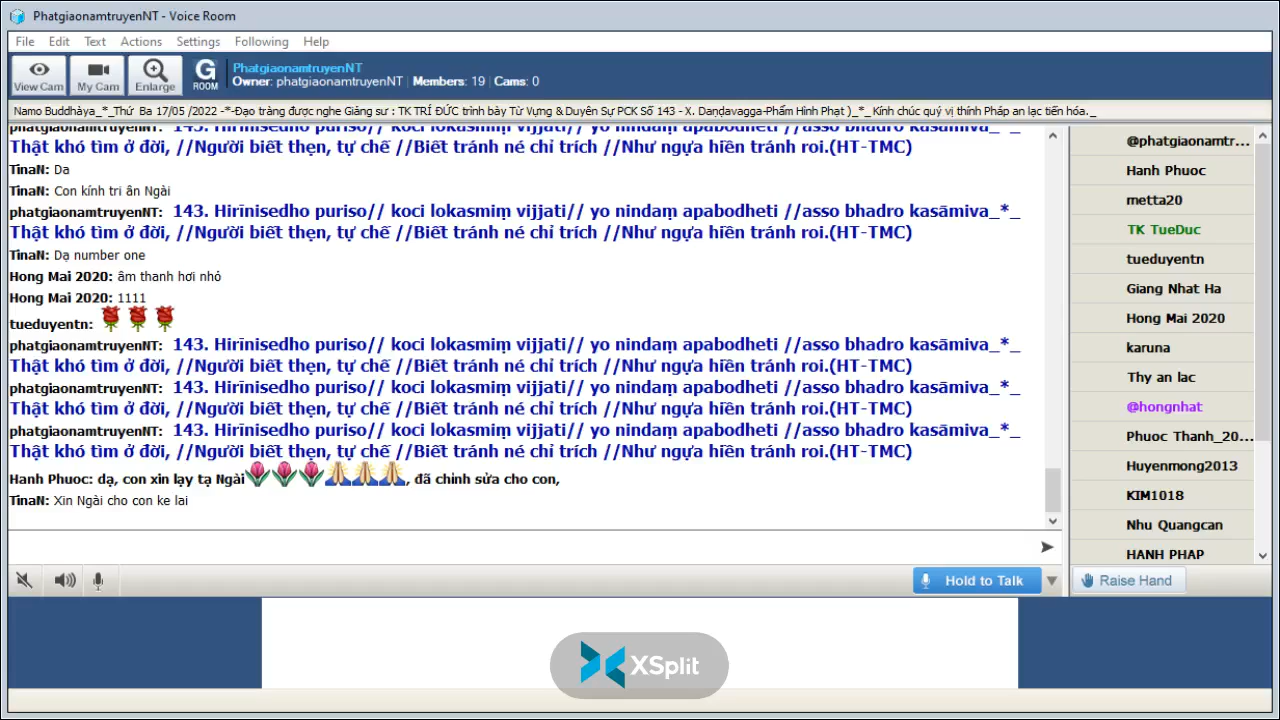 PhatgiaonamtruyenNT - Voice Room
File Edit Text Actions Settings Following Help
View Cam My Cam Enlarge G ROOM
PhatgiaonamtruyenNT
Owner: phatgiaonamtruyenNT | Members: 19 | Cams: 0
Namo Buddhàya_*_Thứ Ba 17/05 /2022 -*-Đạo tràng được nghe Giảng sư : TK TRÍ ĐỨC trình bày Từ Vựng & Duyên Sự PCK Số 143 - X. Daṇḍavagga-Phẩm Hình Phạt )_*_ Kính chúc quý vị thính Pháp an lạc tiến hóa._
phatgiaonamtruyenNT: 143. Hirīnisedho puriso// koci lokasmiṃ vijjati// yo nindaṃ apabodheti //asso bhadro kasāmiva_*_
Thật khó tìm ở đời, //Người biết thẹn, tự chế //Biết tránh né chỉ trích //Như ngựa hiền tránh roi.(HT-TMC)
TinaN: Da
TinaN: Con kính tri ân Ngài
phatgiaonamtruyenNT: 143. Hirīnisedho puriso// koci lokasmiṃ vijjati// yo nindaṃ apabodheti //asso bhadro kasāmiva_*_
Thật khó tìm ở đời, //Người biết thẹn, tự chế //Biết tránh né chỉ trích //Như ngựa hiền tránh roi.(HT-TMC)
TinaN: Dạ number one
Hong Mai 2020: âm thanh hơi nhỏ
Hong Mai 2020: 1111
tueduyentn:
phatgiaonamtruyenNT: 143. Hirīnisedho puriso// koci lokasmiṃ vijjati// yo nindaṃ apabodheti //asso bhadro kasāmiva_*_
Thật khó tìm ở đời, //Người biết thẹn, tự chế //Biết tránh né chỉ trích //Như ngựa hiền tránh roi.(HT-TMC)
phatgiaonamtruyenNT: 143. Hirīnisedho puriso// koci lokasmiṃ vijjati// yo nindaṃ apabodheti //asso bhadro kasāmiva_*_
Thật khó tìm ở đời, //Người biết thẹn, tự chế //Biết tránh né chỉ trích //Như ngựa hiền tránh roi.(HT-TMC)
phatgiaonamtruyenNT: 143. Hirīnisedho puriso// koci lokasmiṃ vijjati// yo nindaṃ apabodheti //asso bhadro kasāmiva_*_
Thật khó tìm ở đời, //Người biết thẹn, tự chế //Biết tránh né chỉ trích //Như ngựa hiền tránh roi.(HT-TMC)
Hanh Phuoc: dạ, con xin lạy tạ Ngài, đã chỉnh sửa cho con,
TinaN: Xin Ngài cho con ke lai
@phatgiaonamtr...
Hanh Phuoc
metta20
TK TueDuc
tueduyentn
Giang Nhat Ha
Hong Mai 2020
karuna
Thy an lac
@hongnhat
Phuoc Thanh_20...
Huyenmong2013
KIM1018
Nhu Quangcan
HANH PHAP
Hold to Talk
Raise Hand
XSplit